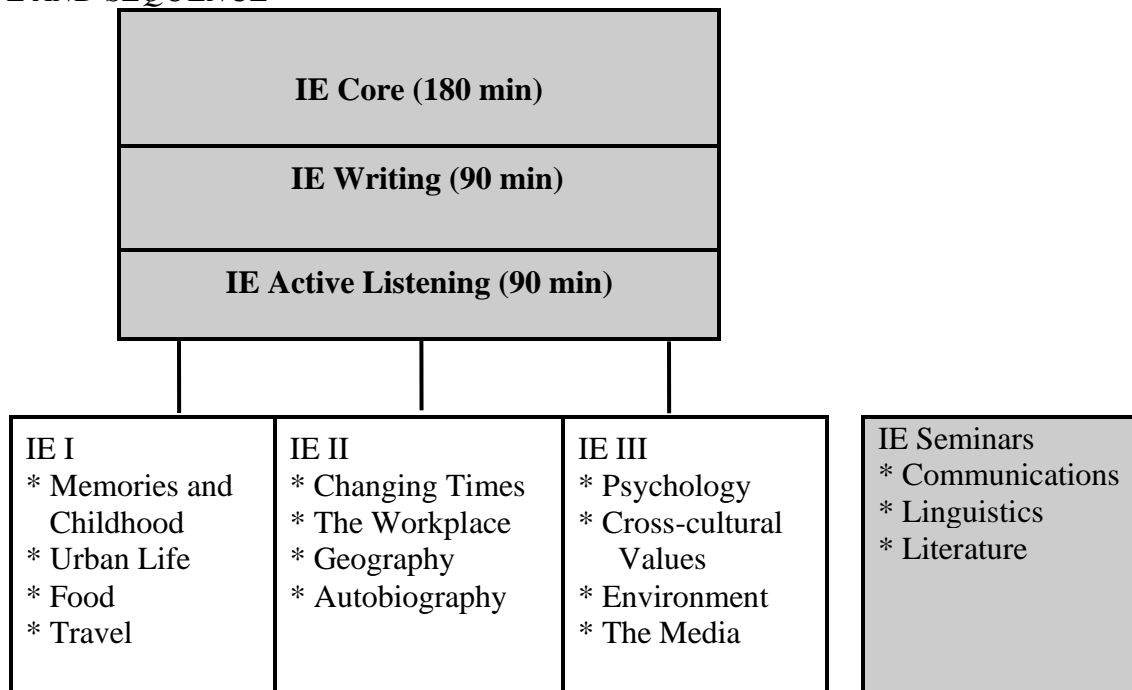 E AND SEQUENCE
IE Core (180 min)
IE Writing (90 min)
IE Active Listening (90 min)
IE I
* Memories and
Childhood
* Urban Life
* Food
* Travel
IE II
* Changing Times
* The Workplace
* Geography
* Autobiography
IE III
* Psychology
* Cross-cultural
Values
* Environment
* The Media
IE Seminars
* Communications
* Linguistics
* Literature